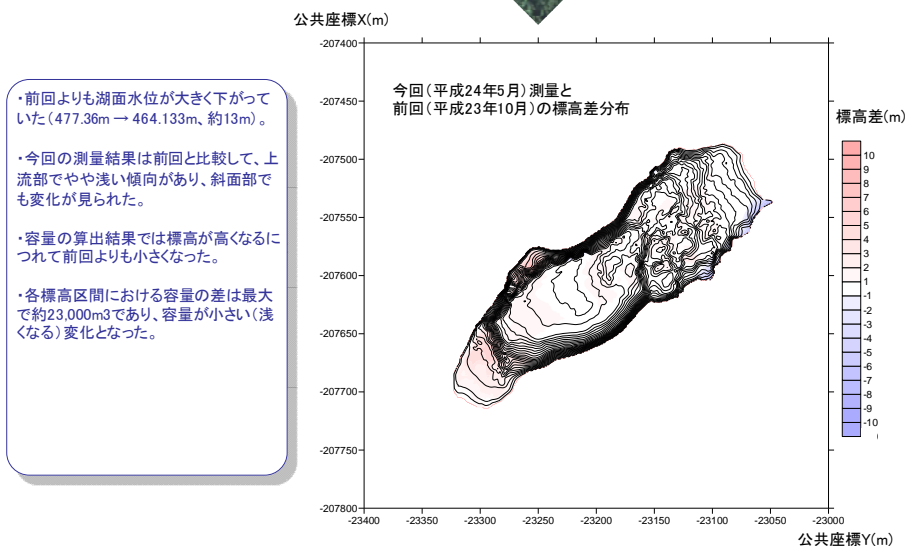 公共座標X(m)
・前回よりも湖面水位が大きく下がって
いた(477.36m → 464.133m、約13m)。
・今回の測量結果は前回と比較して、上
流部でやや浅い傾向があり、斜面部で
も変化が見られた。
・容量の算出結果では標高が高くなるに
つれて前回よりも小さくなった。
・各標高区間における容量の差は最大
で約23,000m3であり、容量が小さい(浅
くなる)変化となった。
今回(平成24年5月)測量と
前回(平成23年10月)の標高差分布
-207400
-207450
-207500
-207550
-207600
-207650
-207700
-207750
-207800
-23400
-23350
-23300
-23250
-23200
-23150
-23100
-23050
-23000
公共座標Y(m)
標高差(m)
10
9
8
7
6
5
4
3
2
1
-1
-2
-3
-4
-5
-6
-7
-8
-9
-10